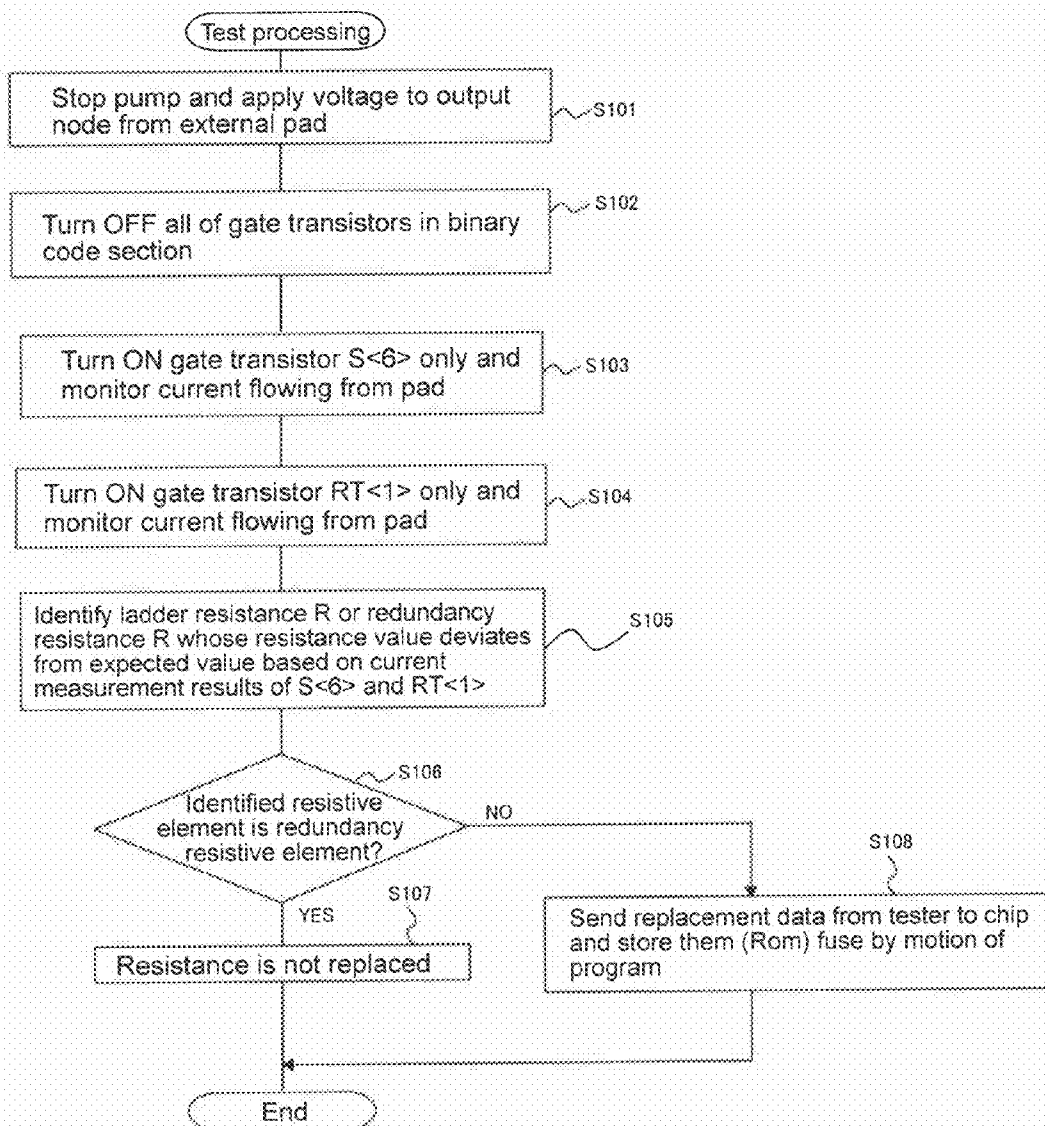 Test processing
Stop pump and apply voltage to output
node from external pad
S101
Turn OFF all of gate transistors in binary
code section
S102
Turn ON gate transistor S<6> only and
monitor current flowing from pad
S103
Turn ON gate transistor RT<1> only and
monitor current flowing from pad
S104
Identify ladder resistance R or redundancy
resistance R whose resistance value deviates
from expected value based on current
measurement results of S<6> and RT<1>
S105
S106
Identified resistive
element is redundancy
resistive element?
NO
YES
S107
Resistance is not replaced
S108
Send replacement data from tester to chip
and store them (Rom) fuse by motion of
program
End